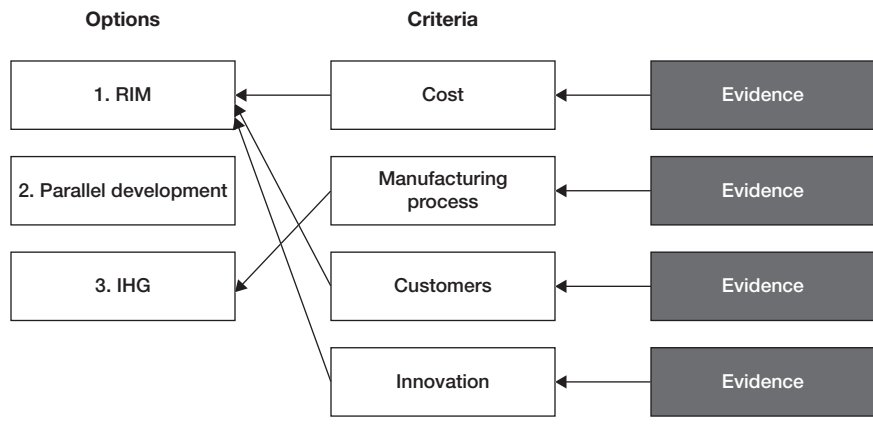 Options
Criteria
1. RIM
Cost
Evidence
2. Parallel development
Manufacturing
process
Evidence
3. IHG
Customers
Evidence
Innovation
Evidence